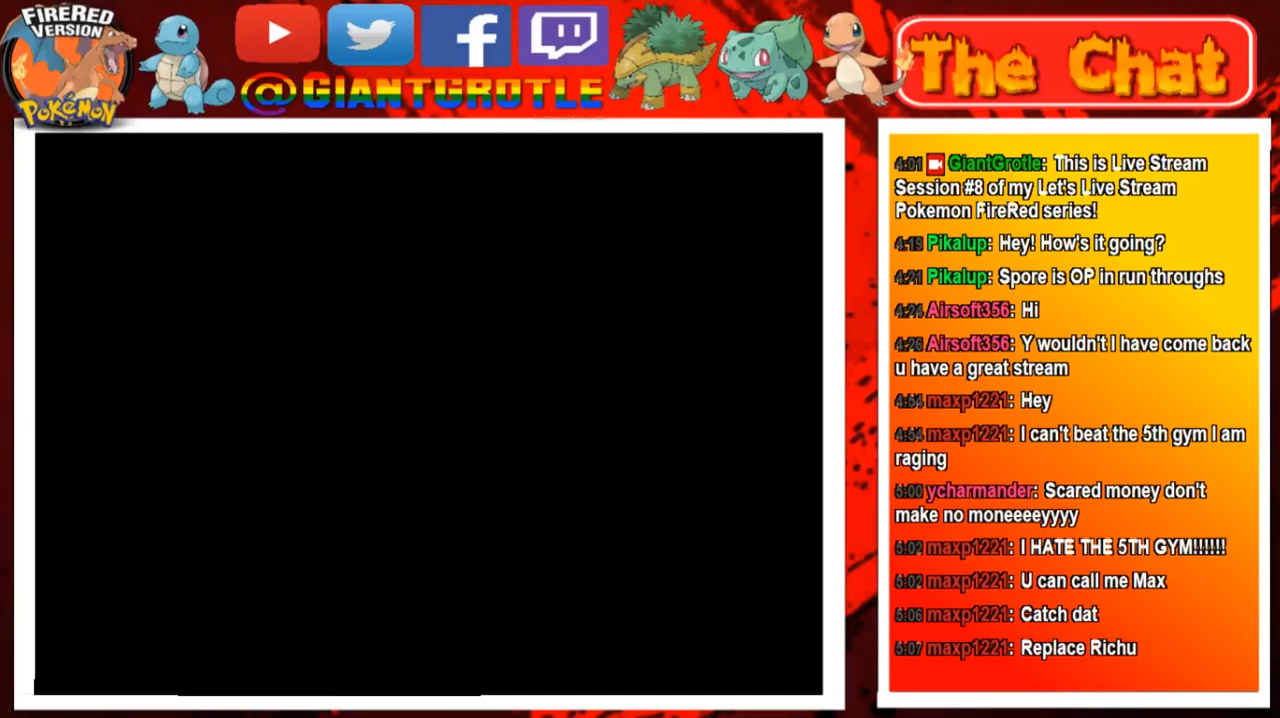 FIRERED
VERSION
POKéMON
@GIANTGROTLE
The Chat
4:01 GiantGrotle: This is Live Stream
Session #8 of my Let's Live Stream
Pokemon FireRed series!
4:19 Pikalup: Hey! How's it going?
4:21 Pikalup: Spore is OP in run throughs
4:24 Airsoft356: Hi
4:26 Airsoft356: Y wouldn't I have come back
u have a great stream
4:54 maxp1221: Hey
4:54 maxp1221: I can't beat the 5th gym I am
raging
5:00 ycharmander: Scared money don't
make no moneeeeyyyy
5:02 maxp1221: I HATE THE 5TH GYM!!!!!!
5:02 maxp1221: U can call me Max
5:06 maxp1221: Catch dat
5:07 maxp1221: Replace Richu